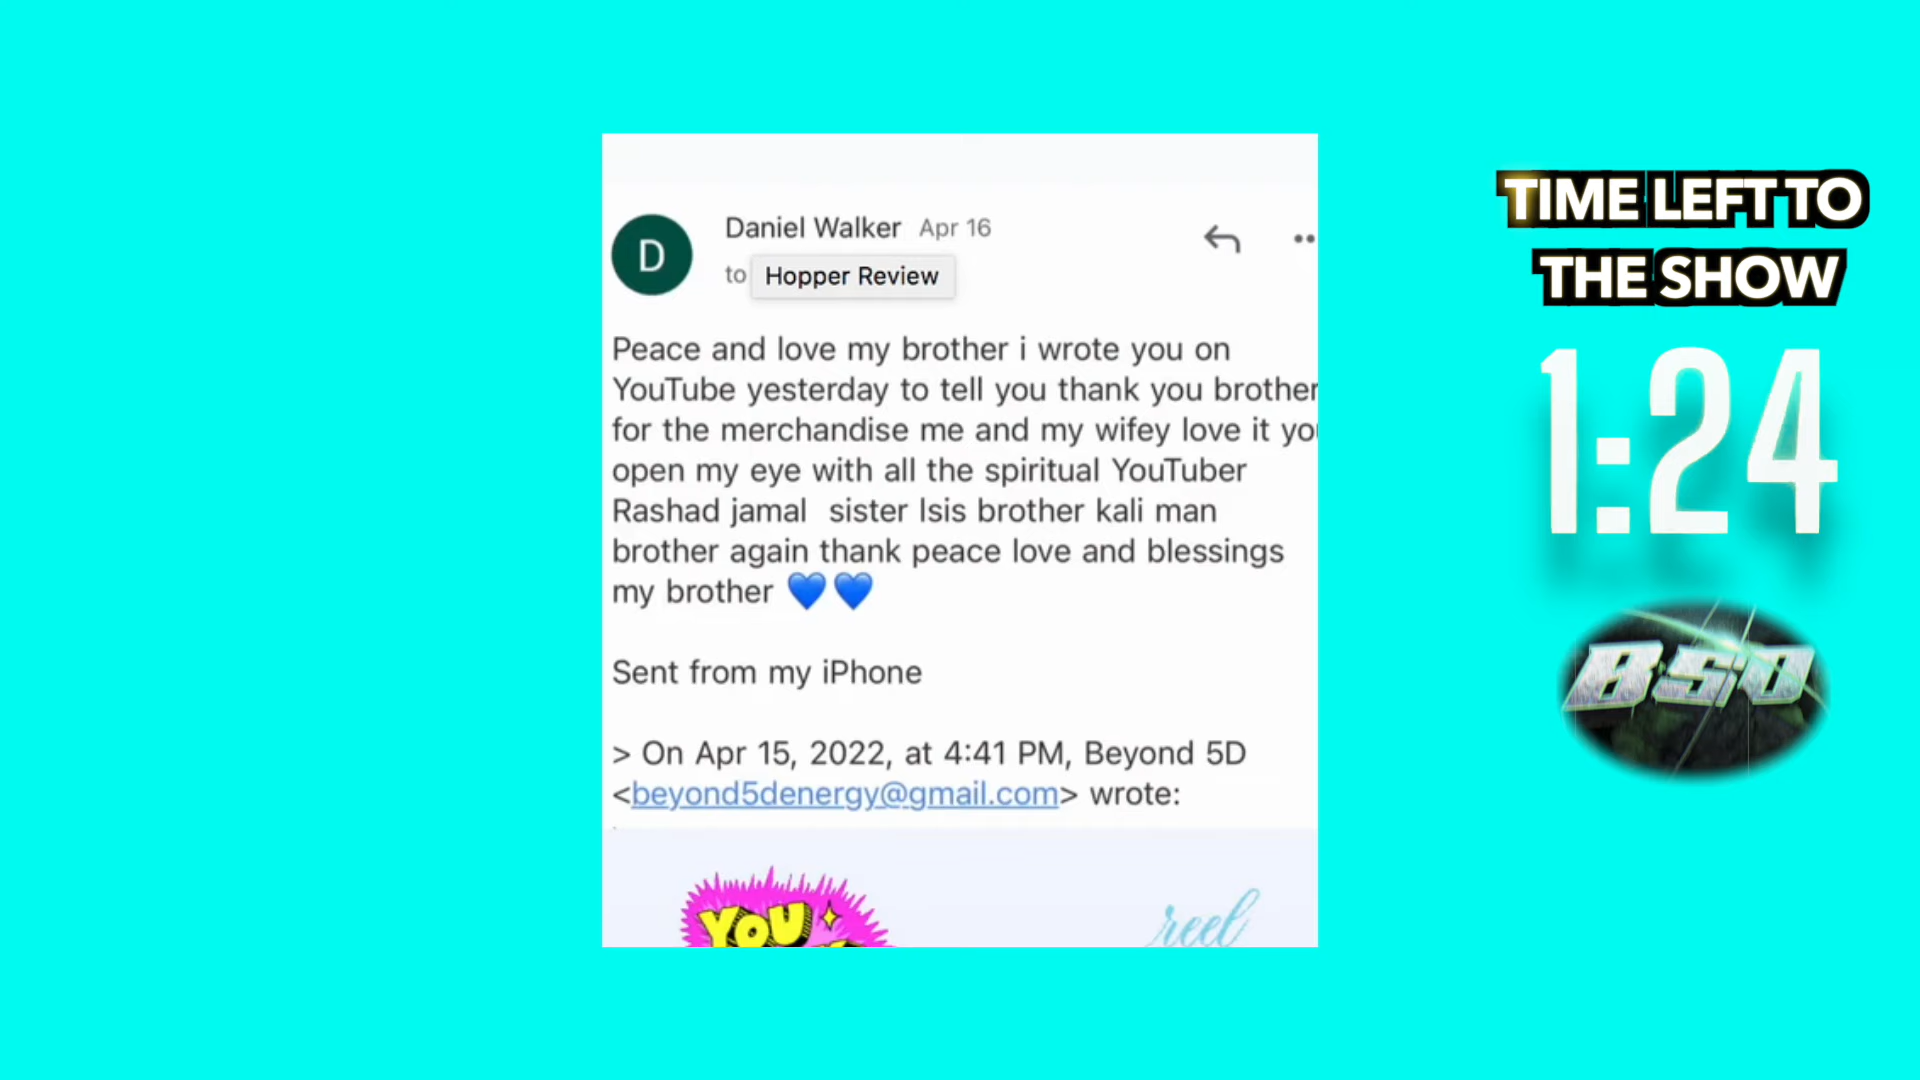 Daniel Walker Apr 16
to Hopper Review
Peace and love my brother i wrote you on
YouTube yesterday to tell you thank you brother
for the merchandise me and my wifey love it yo
open my eye with all the spiritual YouTuber
Rashad jamal sister Isis brother kali man
brother again thank peace love and blessings
my brother 💙💙
Sent from my iPhone
> On Apr 15, 2022, at 4:41 PM, Beyond 5D
<beyond5denergy@gmail.com> wrote:
YOU
reel
D
TIME LEFT TO
THE SHOW
1:24
B5D